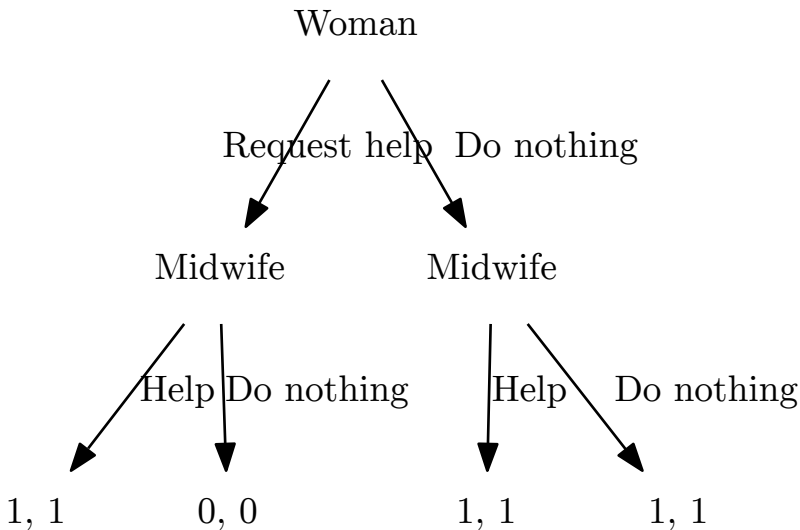 Woman
Request help Do nothing
Midwife Midwife
Help Do nothing Help Do nothing
1, 1 0, 0 1, 1 1, 1